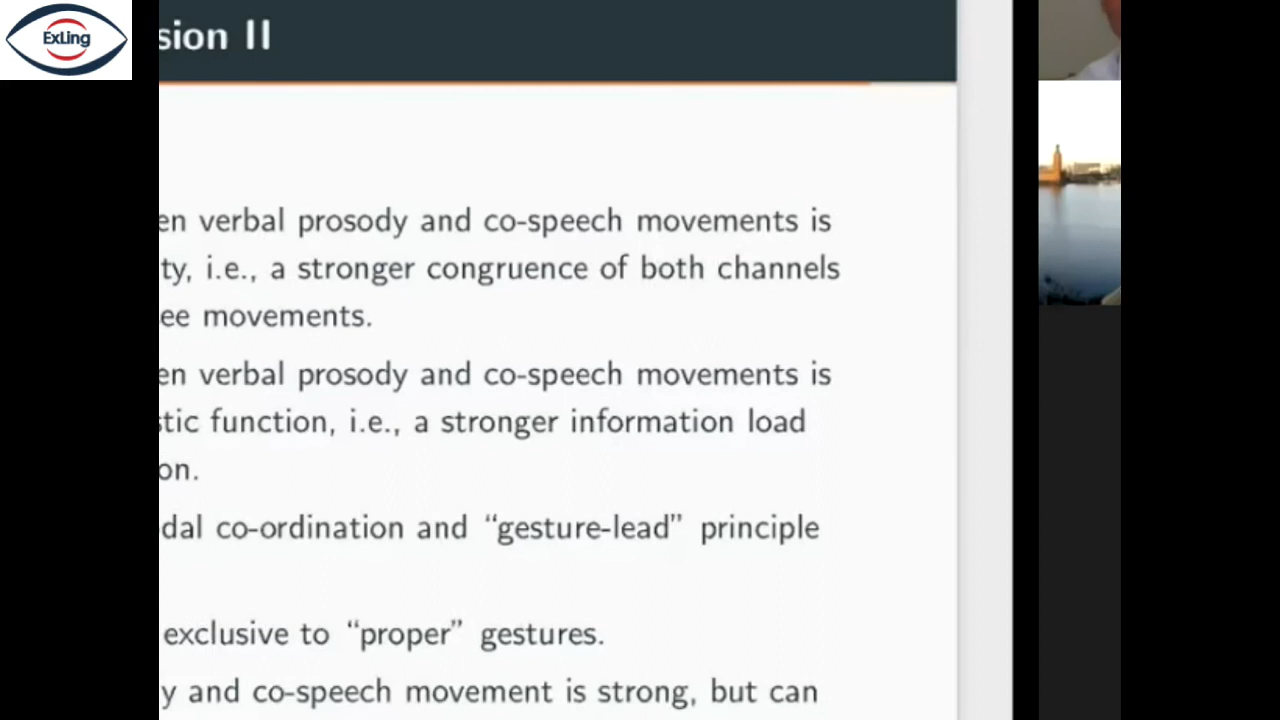 ExLing
sion II
en verbal prosody and co-speech movements is
ty, i.e., a stronger congruence of both channels
ee movements.
en verbal prosody and co-speech movements is
stic function, i.e., a stronger information load
on.
dal co-ordination and “gesture-lead” principle
exclusive to “proper” gestures.
y and co-speech movement is strong, but can